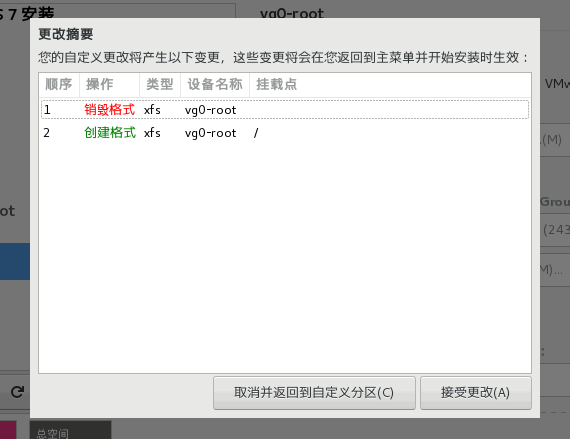 S 7 安装
vg0-root
更改摘要
您的自定义更改将产生以下变更，这些变更将会在您返回到主菜单并开始安装时生效：
顺序 操作 类型 设备名称 挂载点
1 销毁格式 xfs vg0-root
2 创建格式 xfs vg0-root /
VMw
(M)
ot
Grou
(243
M)...
:
取消并返回到自定义分区(C) 接受更改(A)
总空间